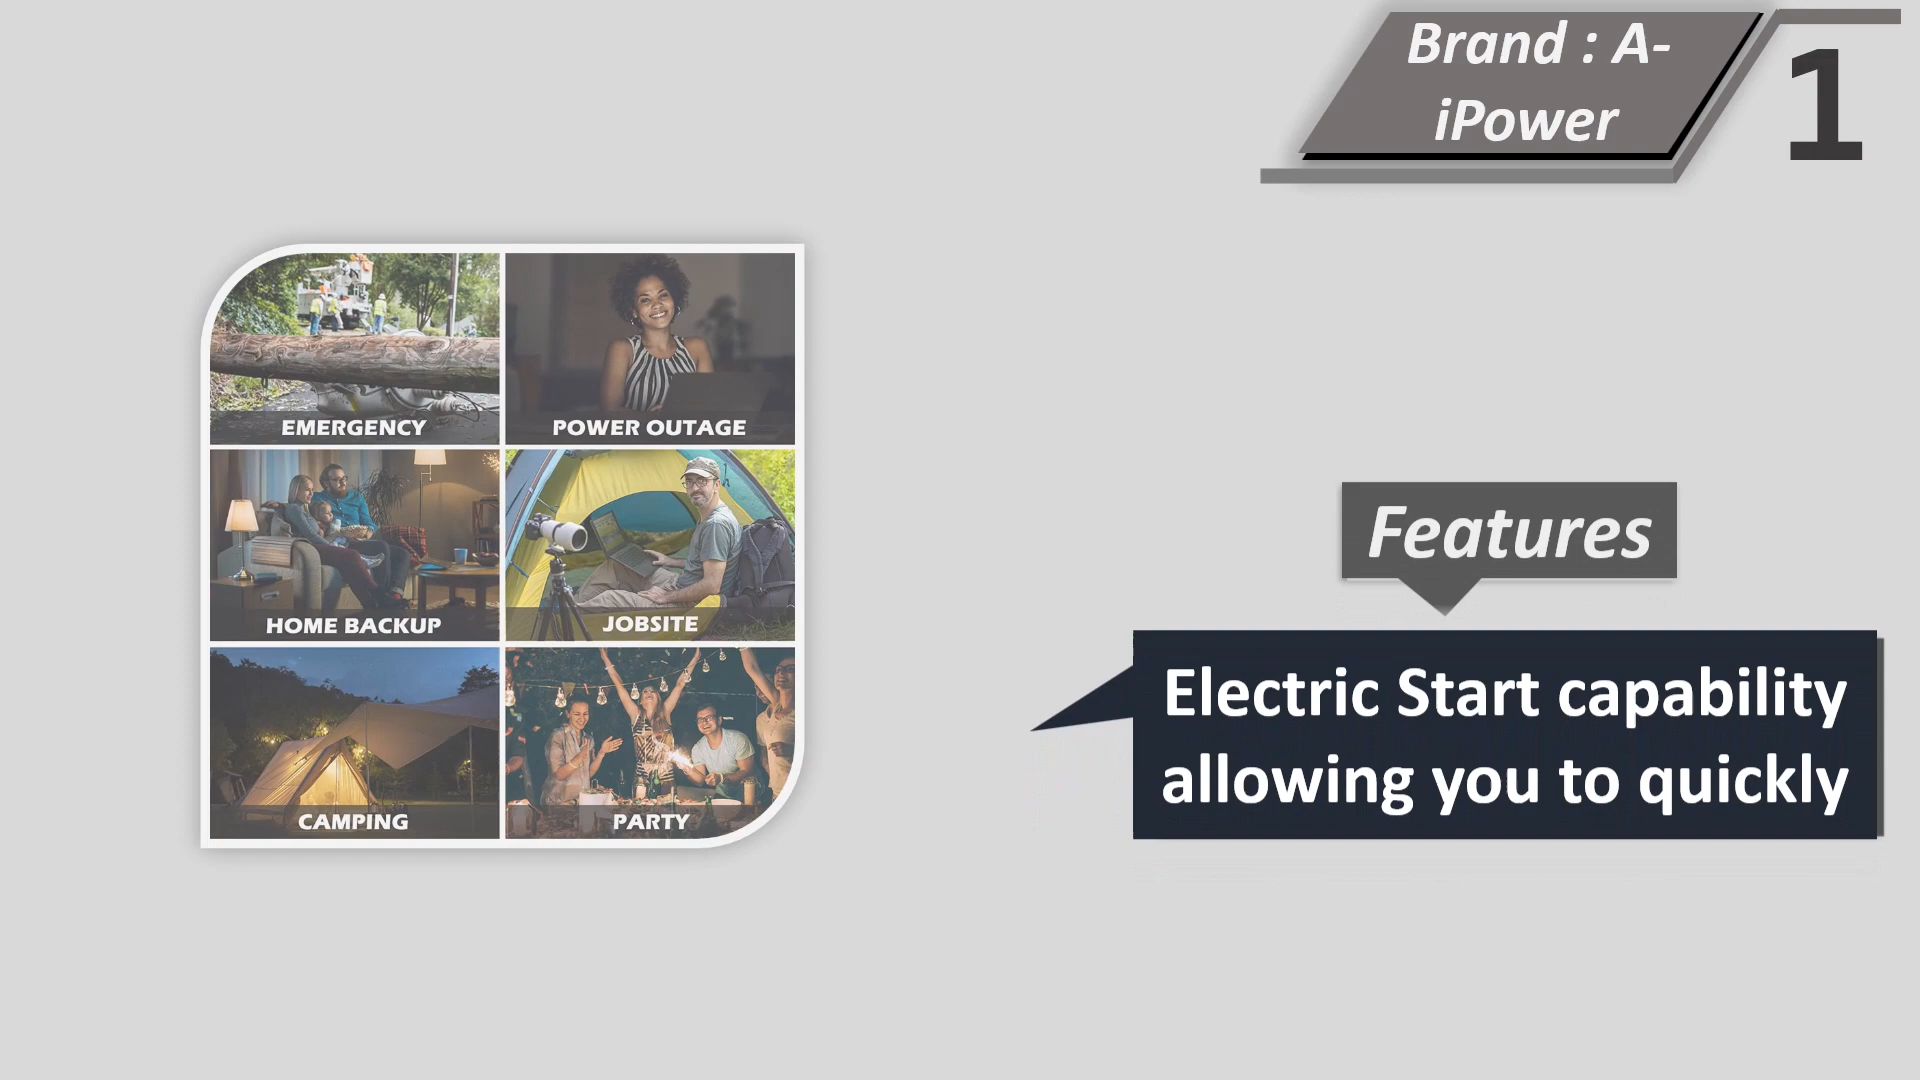 Brand : A-
iPower
1
EMERGENCY
POWER OUTAGE
HOME BACKUP
JOBSITE
CAMPING
PARTY
Features
Electric Start capability
allowing you to quickly